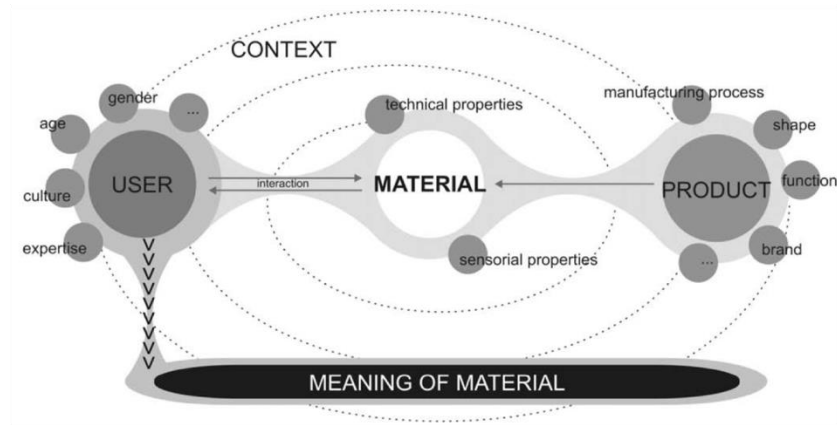 CONTEXT
gender
...
age
USER
culture
expertise
interaction
technical properties
MATERIAL
sensorial properties
manufacturing process
shape
PRODUCT
function
brand
...
MEANING OF MATERIAL